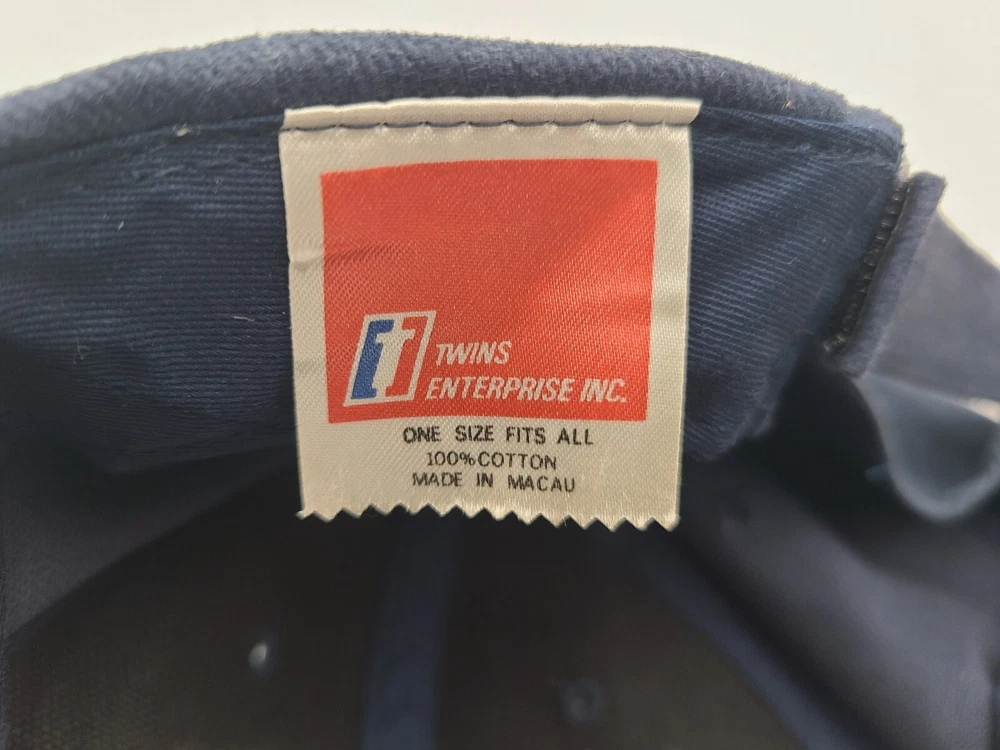 TWINS
ENTERPRISE INC.
ONE SIZE FITS ALL
100% COTTON
MADE IN MACAU